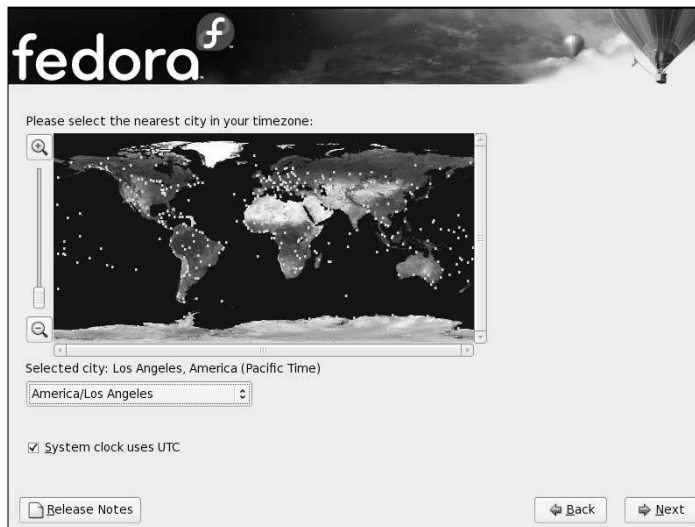 fedora
Please select the nearest city in your timezone:
Selected city: Los Angeles, America (Pacific Time)
America/Los Angeles
System clock uses UTC
Release Notes
Back
Next